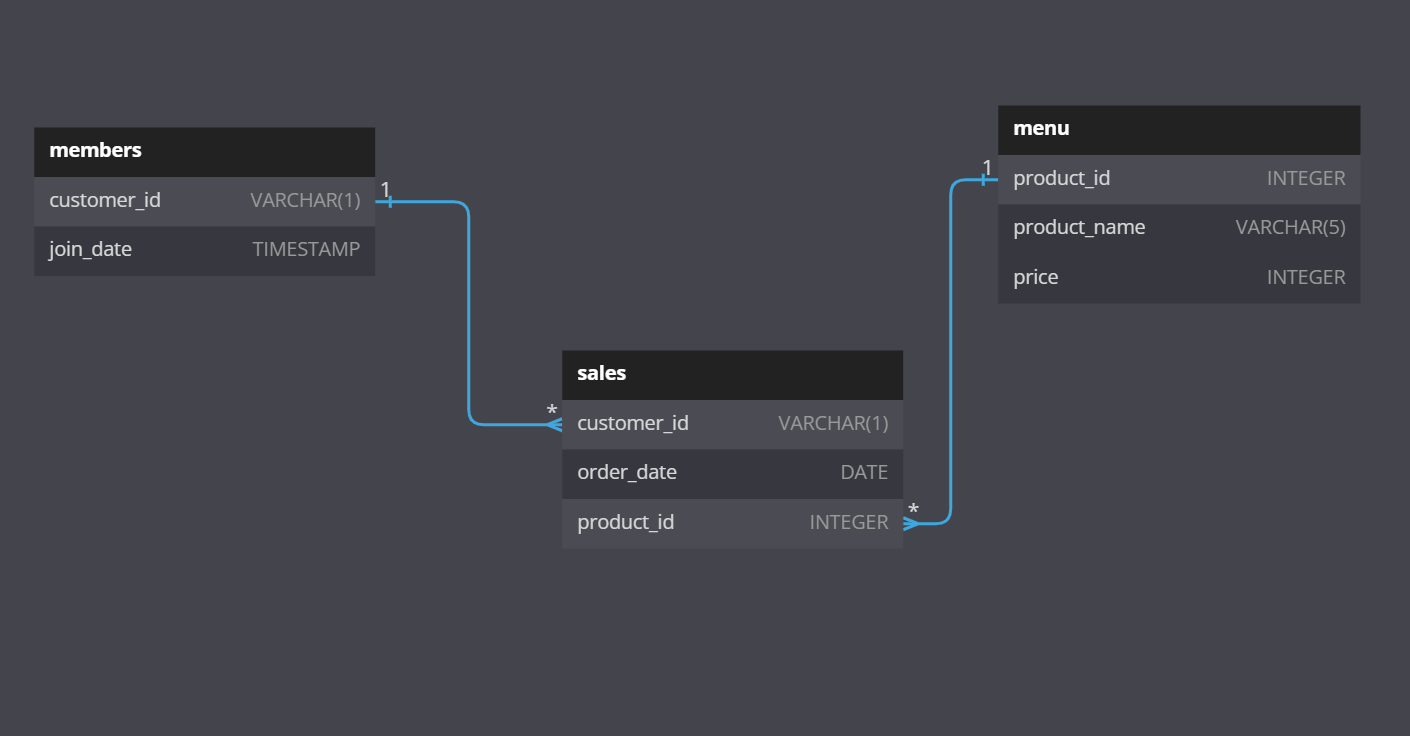 members
1
customer_id VARCHAR(1)
join_date TIMESTAMP
menu
1
product_id INTEGER
product_name VARCHAR(5)
price INTEGER
sales
*
customer_id VARCHAR(1)
order_date DATE
product_id INTEGER
*